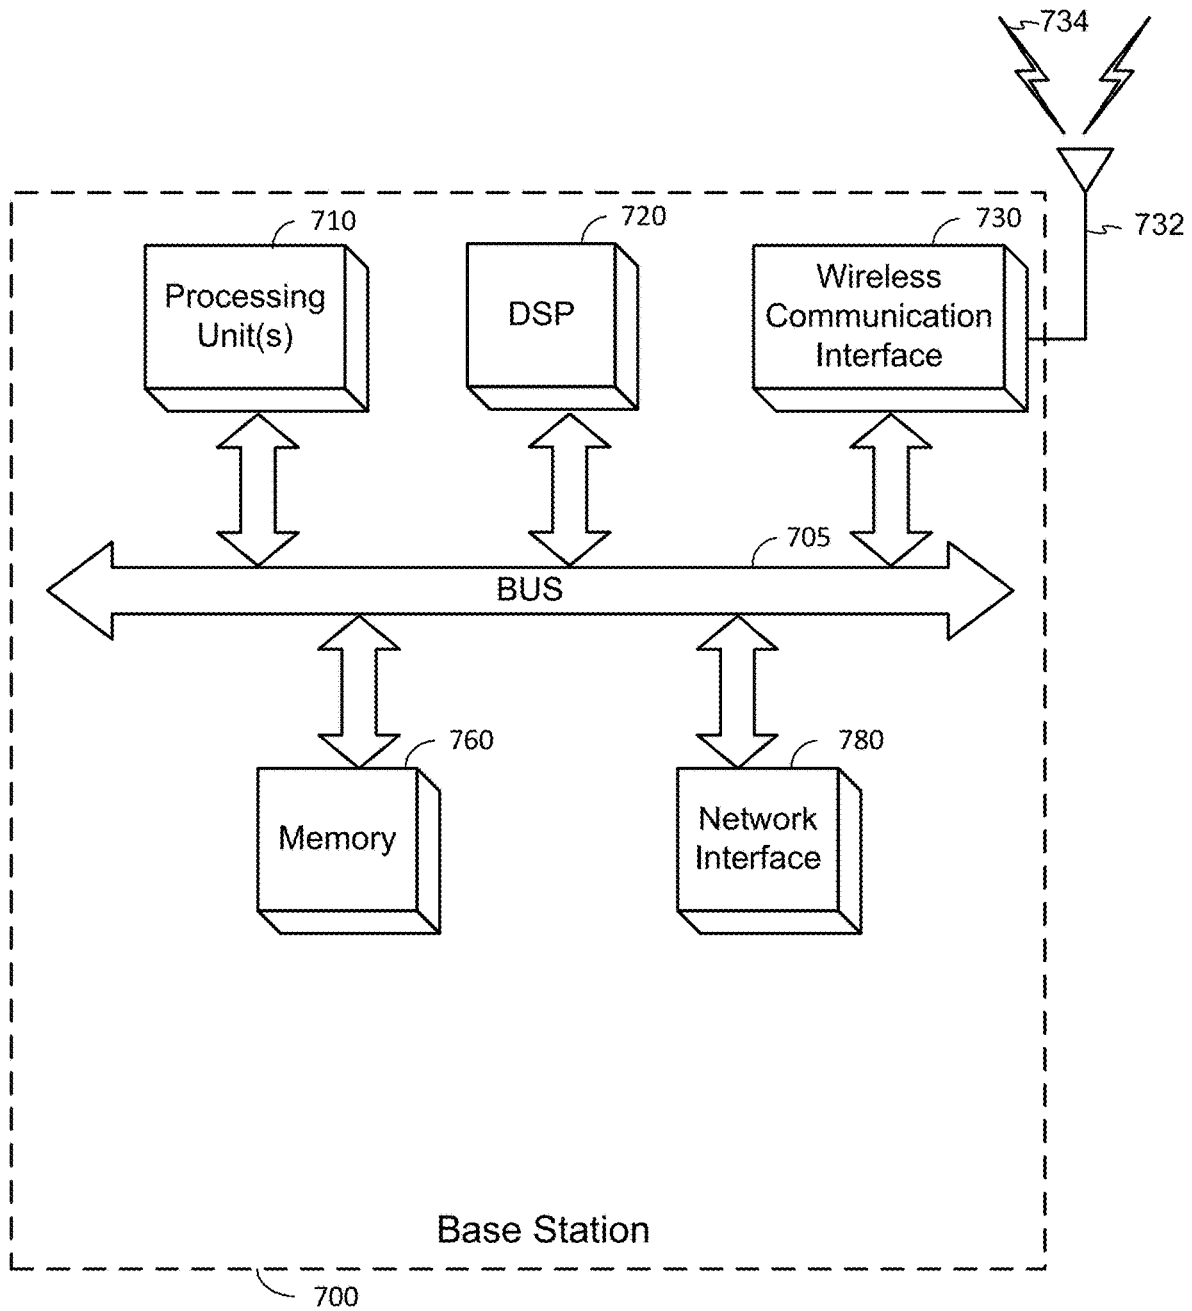 734
732
710
720
730
Processing
Unit(s)
DSP
Wireless
Communication
Interface
705
BUS
760
780
Memory
Network
Interface
Base Station
700